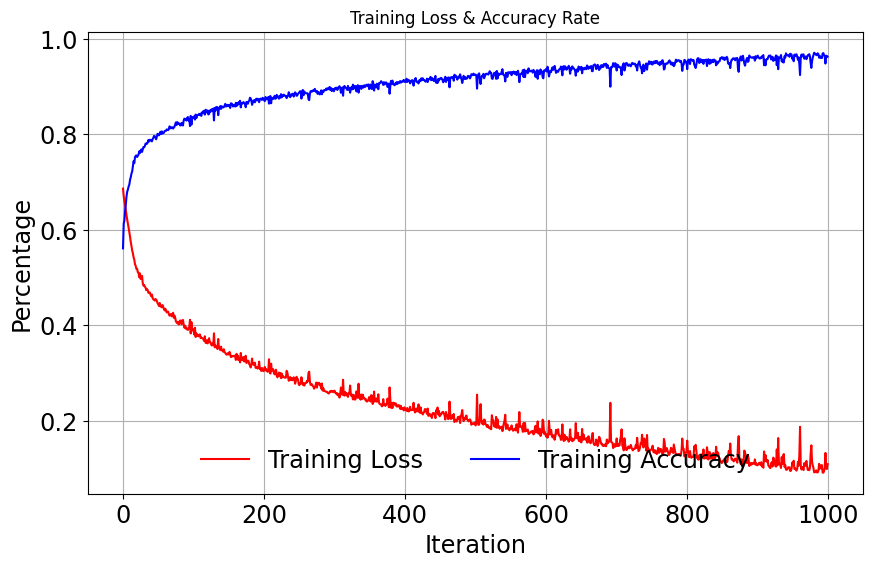 Training Loss & Accuracy Rate
1.0
0.8
0.6
0.4
0.2
Percentage
Training Loss
Training Accuracy
0
200
400
600
800
1000
Iteration